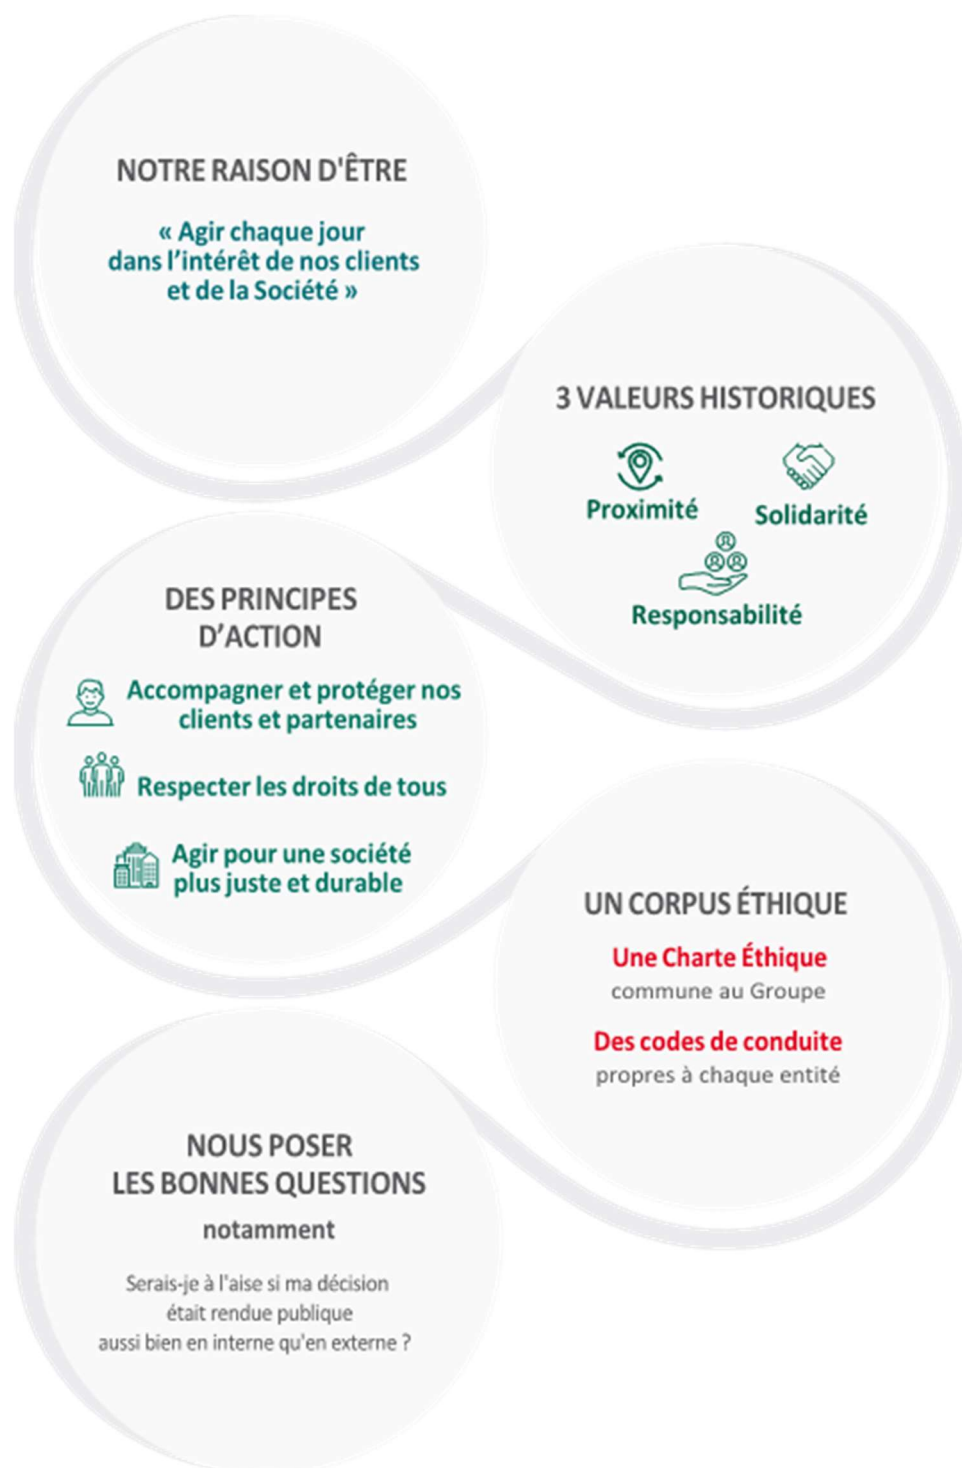 NOTRE RAISON D'ÊTRE
« Agir chaque jour
dans l’intérêt de nos clients
et de la Société »
3 VALEURS HISTORIQUES
Proximité
Solidarité
Responsabilité
DES PRINCIPES
D’ACTION
Accompagner et protéger nos
clients et partenaires
Respecter les droits de tous
Agir pour une société
plus juste et durable
UN CORPUS ÉTHIQUE
Une Charte Éthique
commune au Groupe
Des codes de conduite
propres à chaque entité
NOUS POSER
LES BONNES QUESTIONS
notamment
Serais-je à l'aise si ma décision
était rendue publique
aussi bien en interne qu'en externe ?